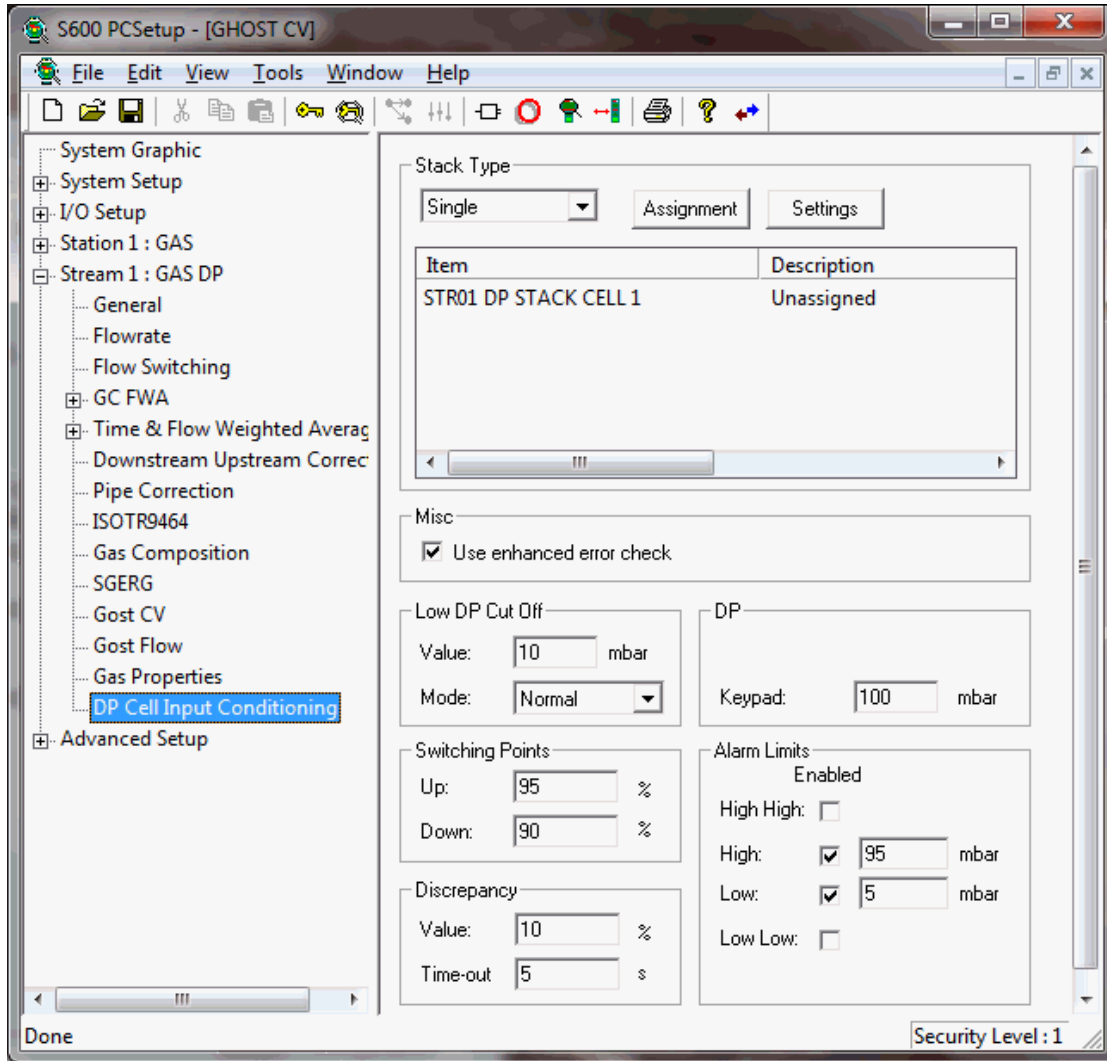 S600 PCSetup - [GHOST CV]
File Edit View Tools Window Help
System Graphic
System Setup
I/O Setup
Station 1 : GAS
Stream 1 : GAS DP
General
Flowrate
Flow Switching
GC FWA
Time & Flow Weighted Averag
Downstream Upstream Correc
Pipe Correction
ISOTR9464
Gas Composition
SGERG
Gost CV
Gost Flow
Gas Properties
DP Cell Input Conditioning
Advanced Setup
Stack Type
Single Assignment Settings
Item Description
STR01 DP STACK CELL 1 Unassigned
Misc
Use enhanced error check
Low DP Cut Off
Value: 10 mbar
Mode: Normal
DP
Keypad: 100 mbar
Switching Points
Up: 95 %
Down: 90 %
Alarm Limits
Enabled
High High:
High: 95 mbar
Low: 5 mbar
Low Low:
Discrepancy
Value: 10 %
Time-out 5 s
Done Security Level : 1